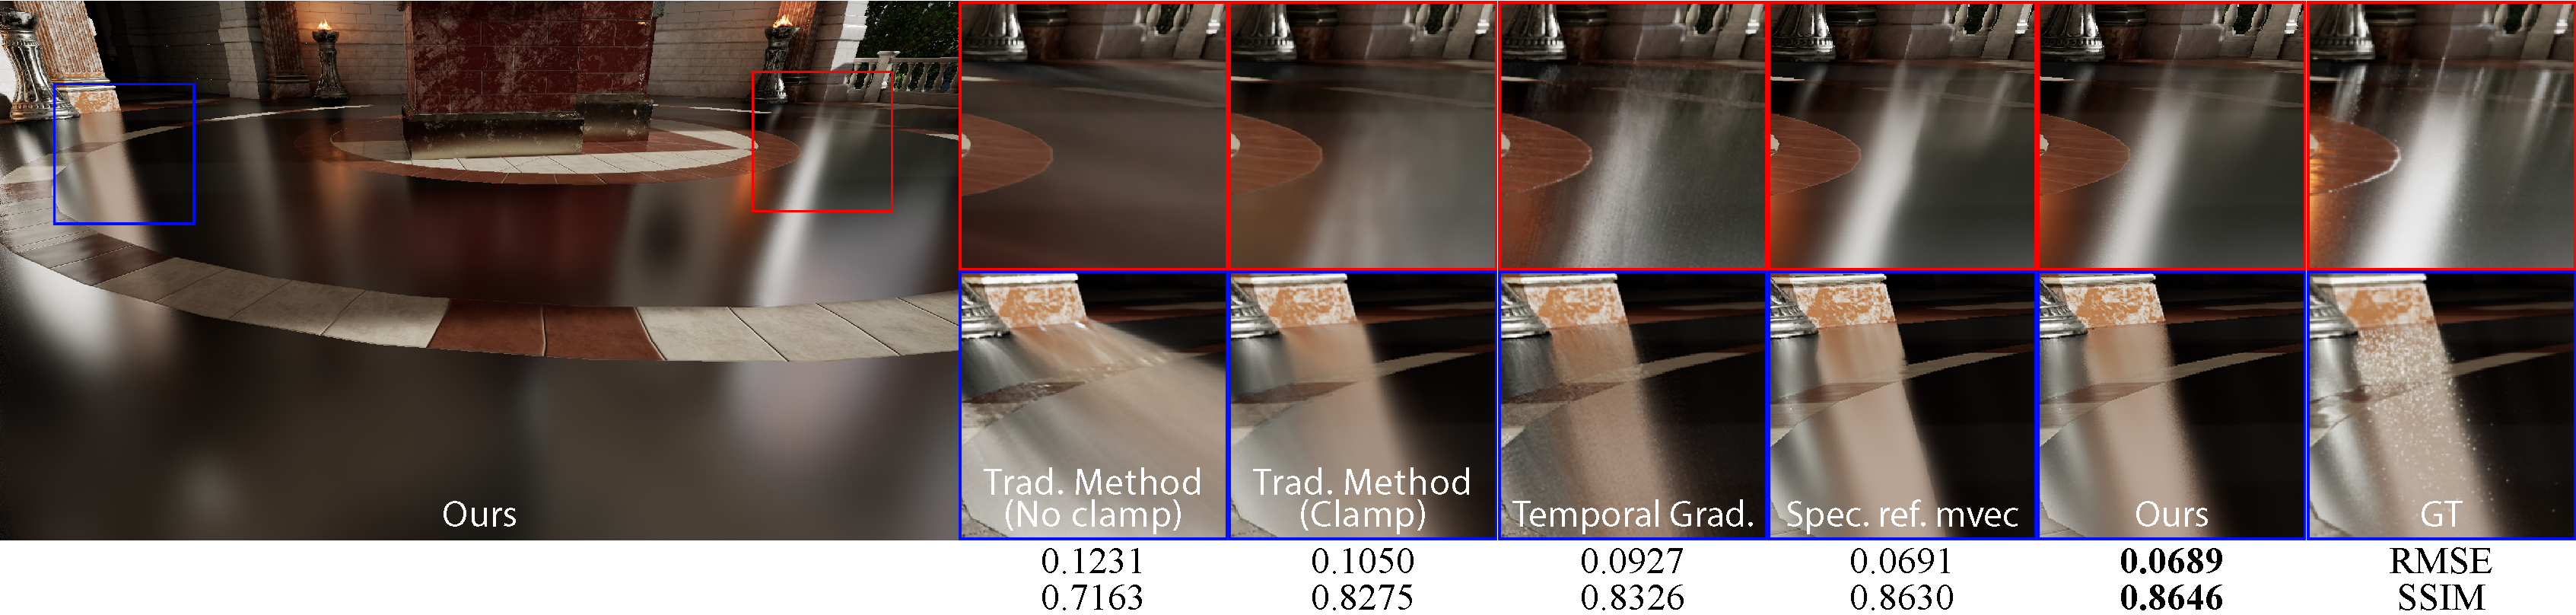 Ours
Trad. Method
(No clamp)
Trad. Method
(Clamp)
Temporal Grad.
Spec. ref. mvec
Ours
GT
0.1231 0.1050 0.0927 0.0691 0.0689 RMSE
0.7163 0.8275 0.8326 0.8630 0.8646 SSIM